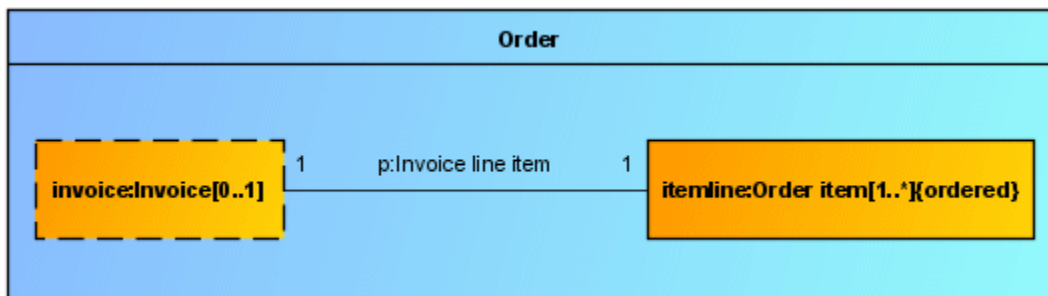 Order
1 p:Invoice line item 1
invoice:Invoice[0..1] itemline:Order item[1..*]{ordered}